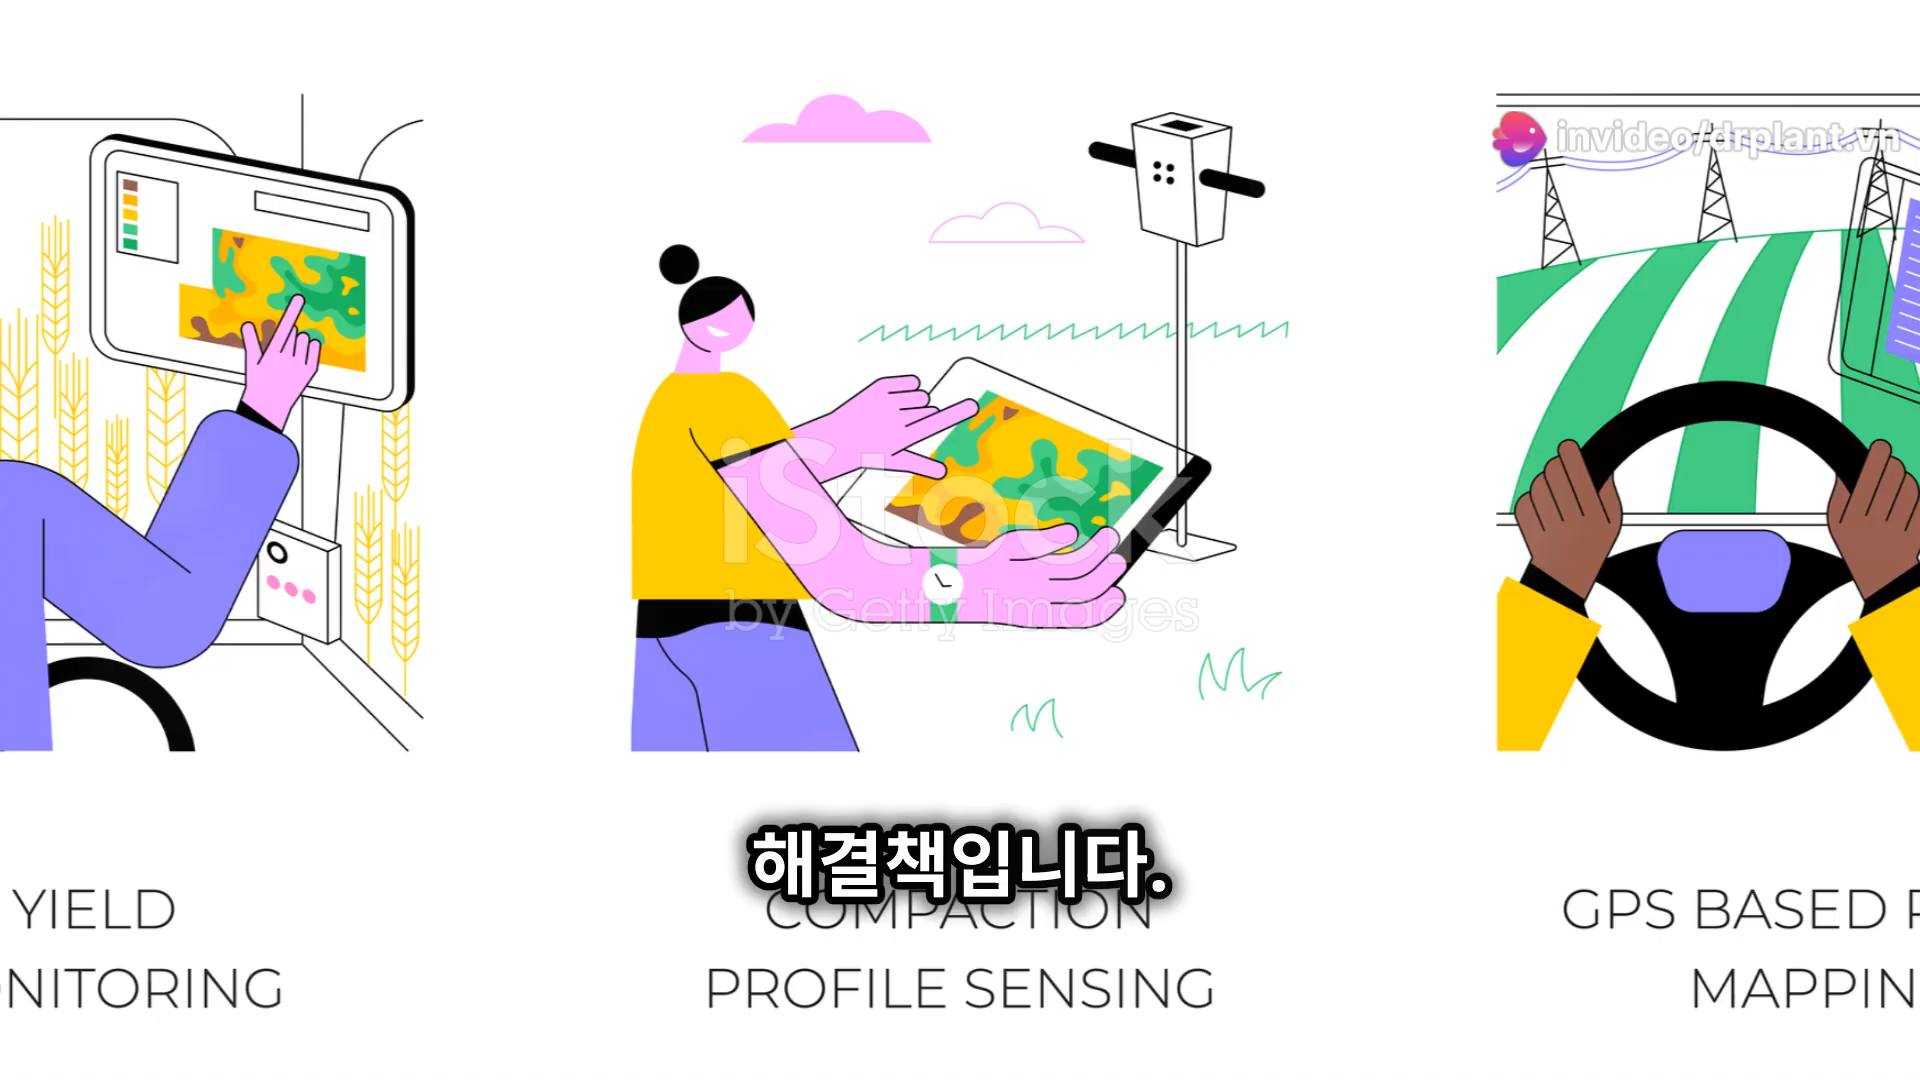 invideo/drplant.vn
iStock
by Getty Images
해결책입니다.
YIELD
ONITORING
COMPACTION
PROFILE SENSING
GPS BASED
MAPPIN